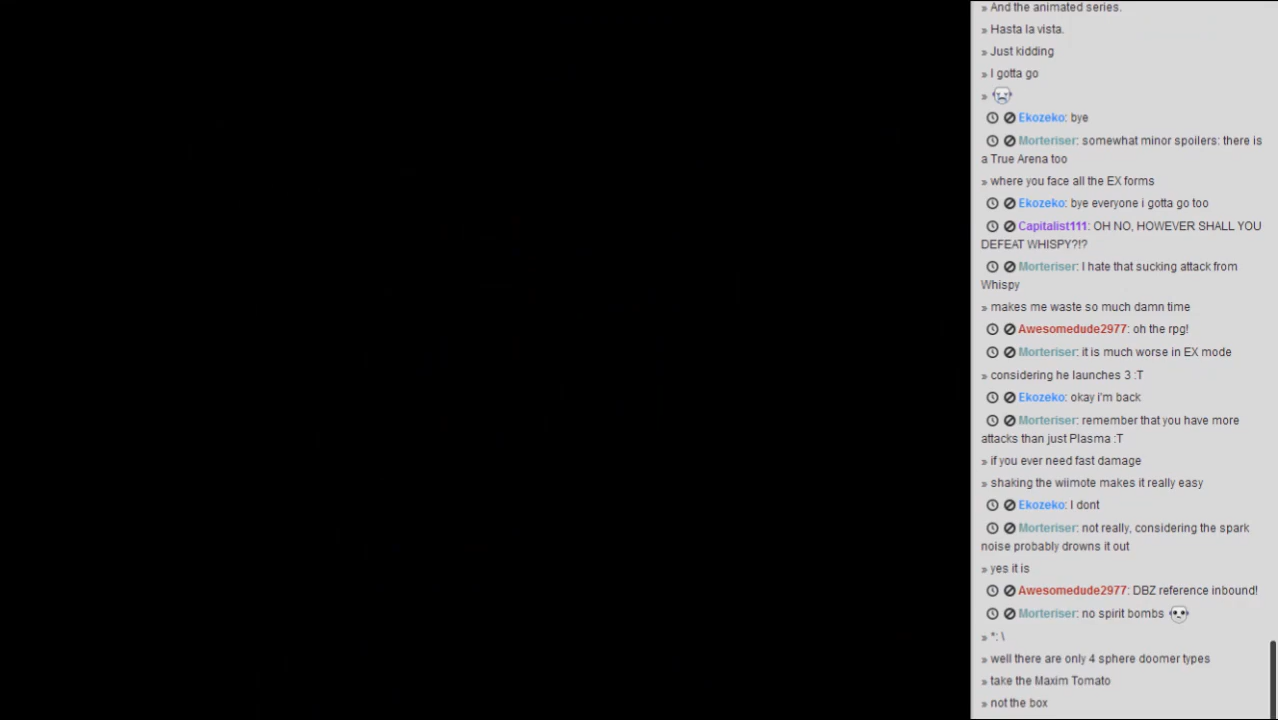 » And the animated series.
» Hasta la vista.
» Just kidding
» I gotta go
»
Ekozeko: bye
Morteriser: somewhat minor spoilers: there is
a True Arena too
» where you face all the EX forms
Ekozeko: bye everyone i gotta go too
Capitalist111: OH NO, HOWEVER SHALL YOU
DEFEAT WHISPY?!?
Morteriser: I hate that sucking attack from
Whispy
» makes me waste so much damn time
Awesomedude2977: oh the rpg!
Morteriser: it is much worse in EX mode
» considering he launches 3 :T
Ekozeko: okay i'm back
Morteriser: remember that you have more
attacks than just Plasma :T
» if you ever need fast damage
» shaking the wiimote makes it really easy
Ekozeko: I dont
Morteriser: not really, considering the spark
noise probably drowns it out
» yes it is
Awesomedude2977: DBZ reference inbound!
Morteriser: no spirit bombs
» *: \
» well there are only 4 sphere doomer types
» take the Maxim Tomato
» not the box